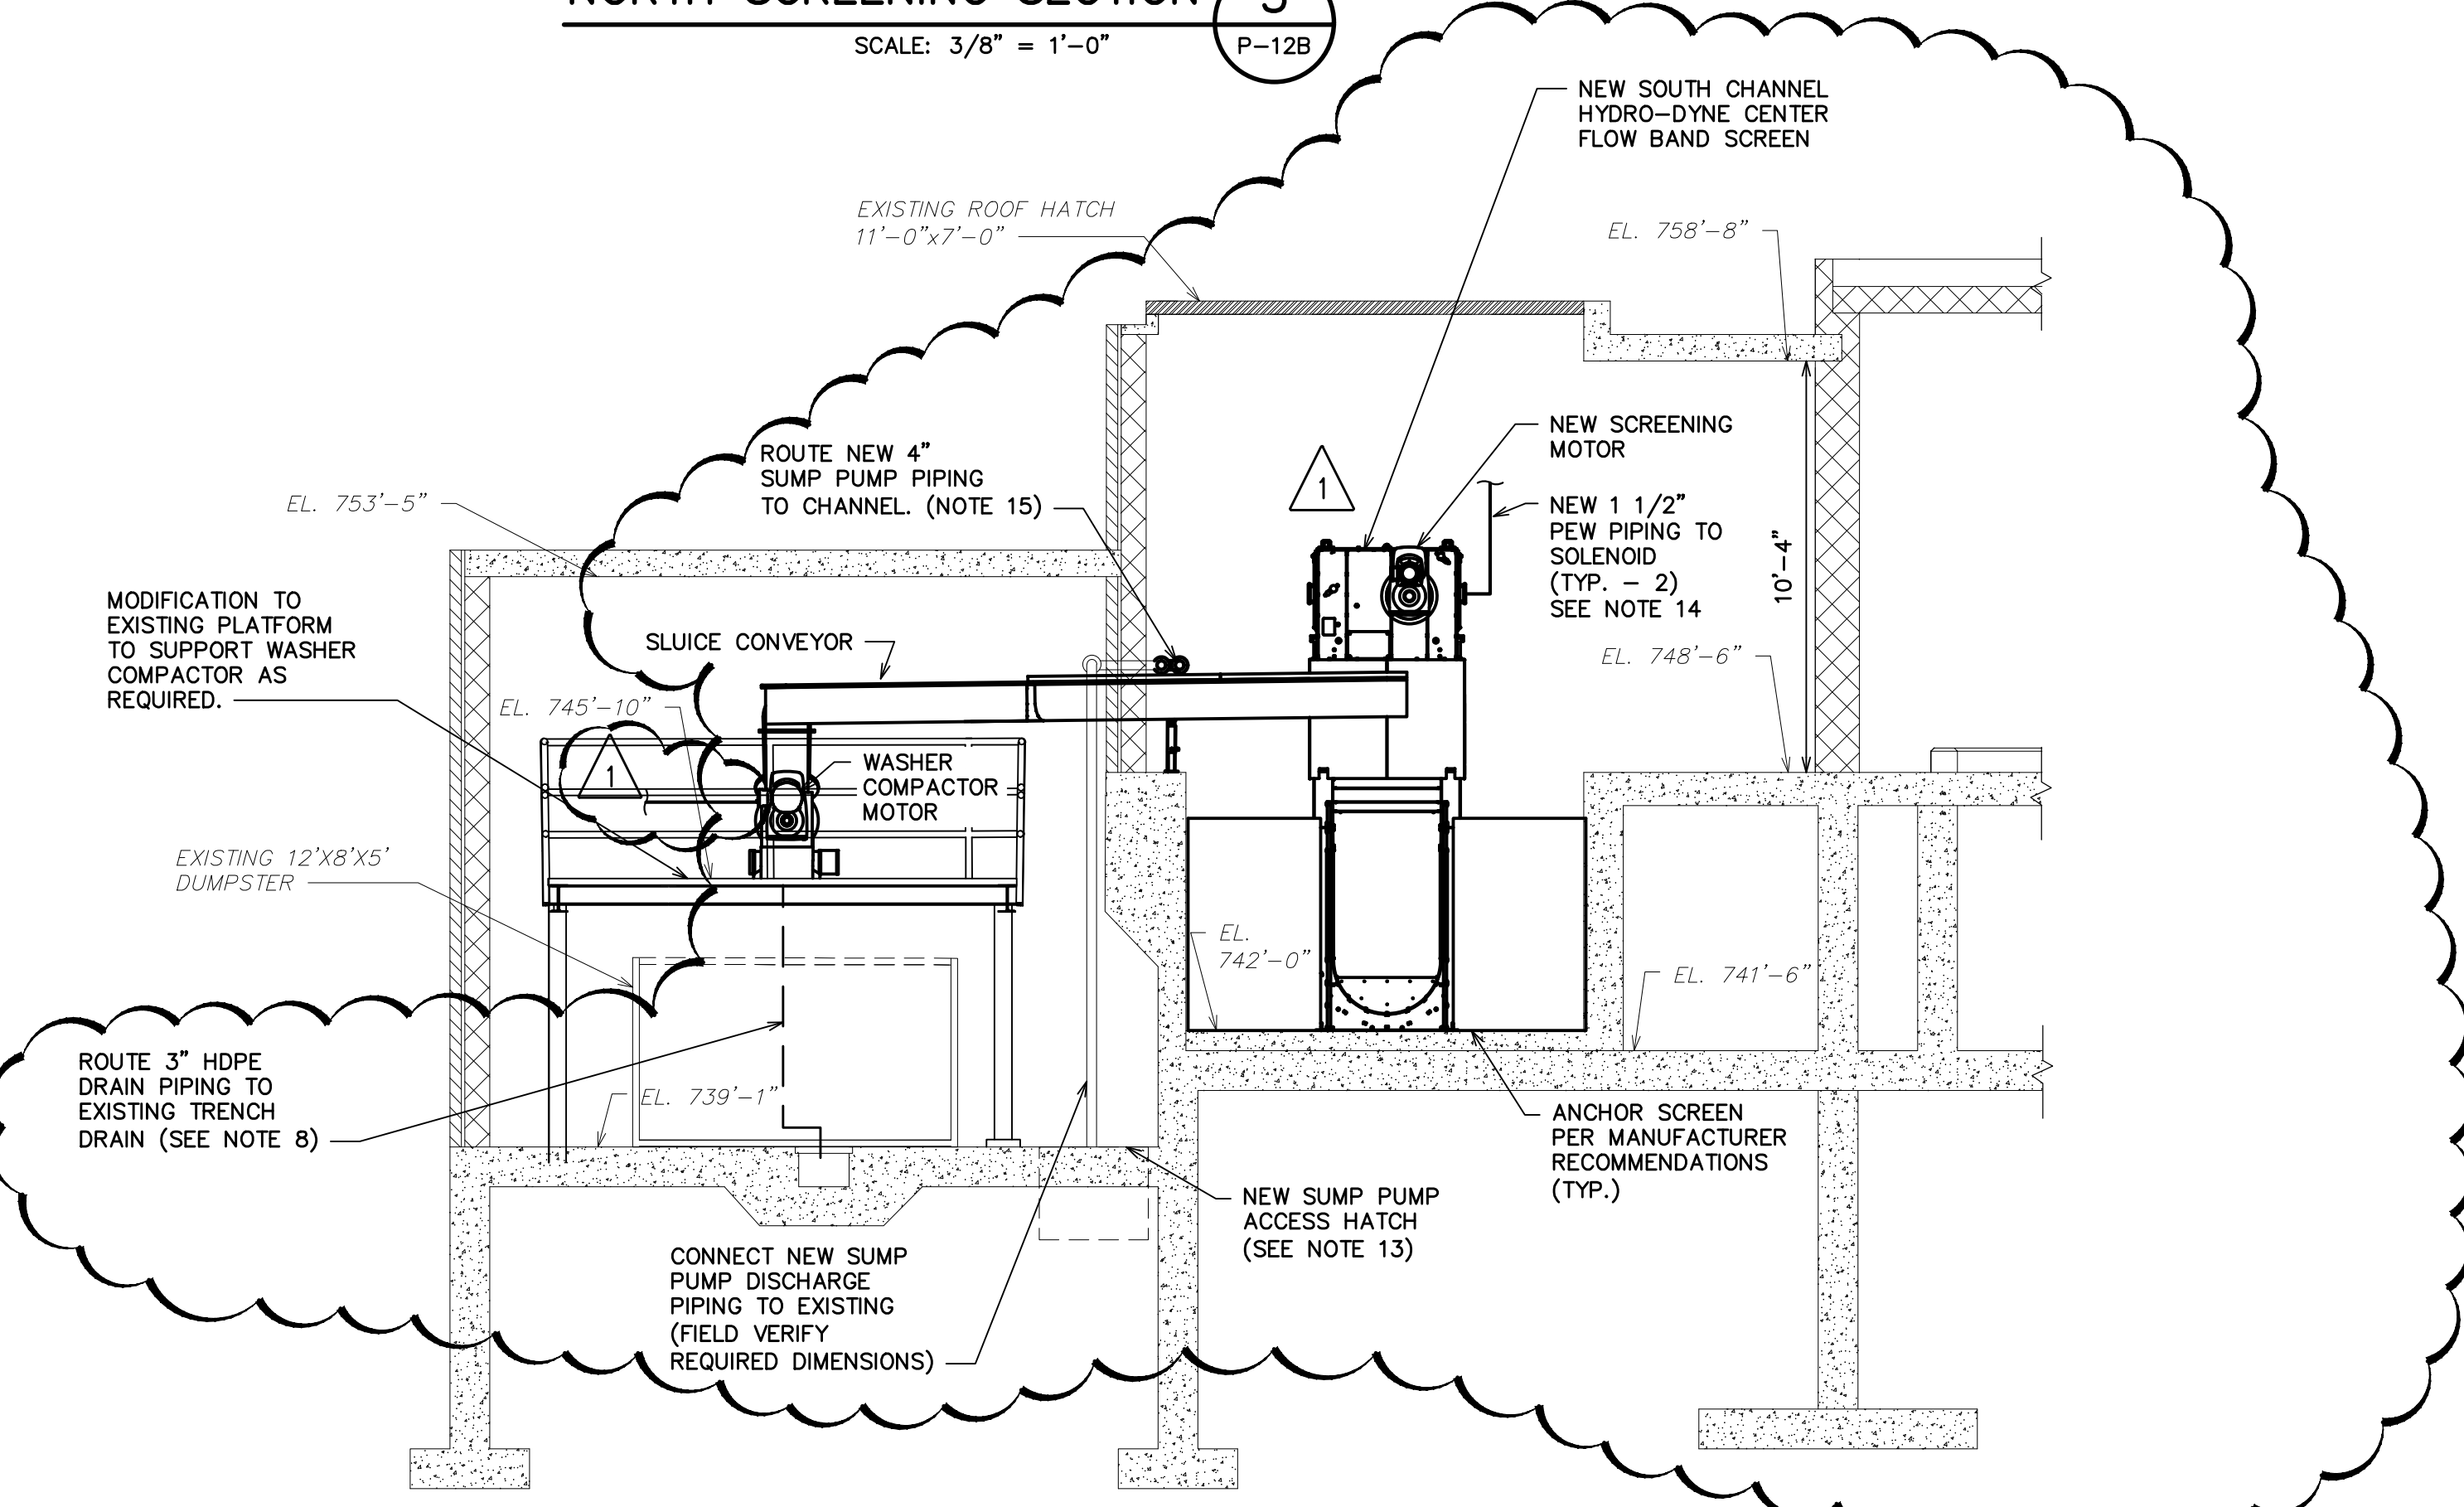 SCALE: 3/8" = 1'-0"
P-12B
NEW SOUTH CHANNEL
HYDRO-DYNE CENTER
FLOW BAND SCREEN
EXISTING ROOF HATCH
11'-0"x7'-0"
EL. 758'-8"
NEW SCREENING
MOTOR
ROUTE NEW 4"
SUMP PUMP PIPING
TO CHANNEL. (NOTE 15)
1
EL. 753'-5"
NEW 1 1/2"
PEW PIPING TO
SOLENOID
(TYP. - 2)
SEE NOTE 14
10'-4"
MODIFICATION TO
EXISTING PLATFORM
TO SUPPORT WASHER
COMPACTOR AS
REQUIRED.
SLUICE CONVEYOR
EL. 748'-6"
EL. 745'-10"
1
WASHER
COMPACTOR
MOTOR
EXISTING 12'X8'X5'
DUMPSTER
EL.
742'-0"
EL. 741'-6"
ROUTE 3" HDPE
DRAIN PIPING TO
EXISTING TRENCH
DRAIN (SEE NOTE 8)
EL. 739'-1"
ANCHOR SCREEN
PER MANUFACTURER
RECOMMENDATIONS
(TYP.)
NEW SUMP PUMP
ACCESS HATCH
(SEE NOTE 13)
CONNECT NEW SUMP
PUMP DISCHARGE
PIPING TO EXISTING
(FIELD VERIFY
REQUIRED DIMENSIONS)